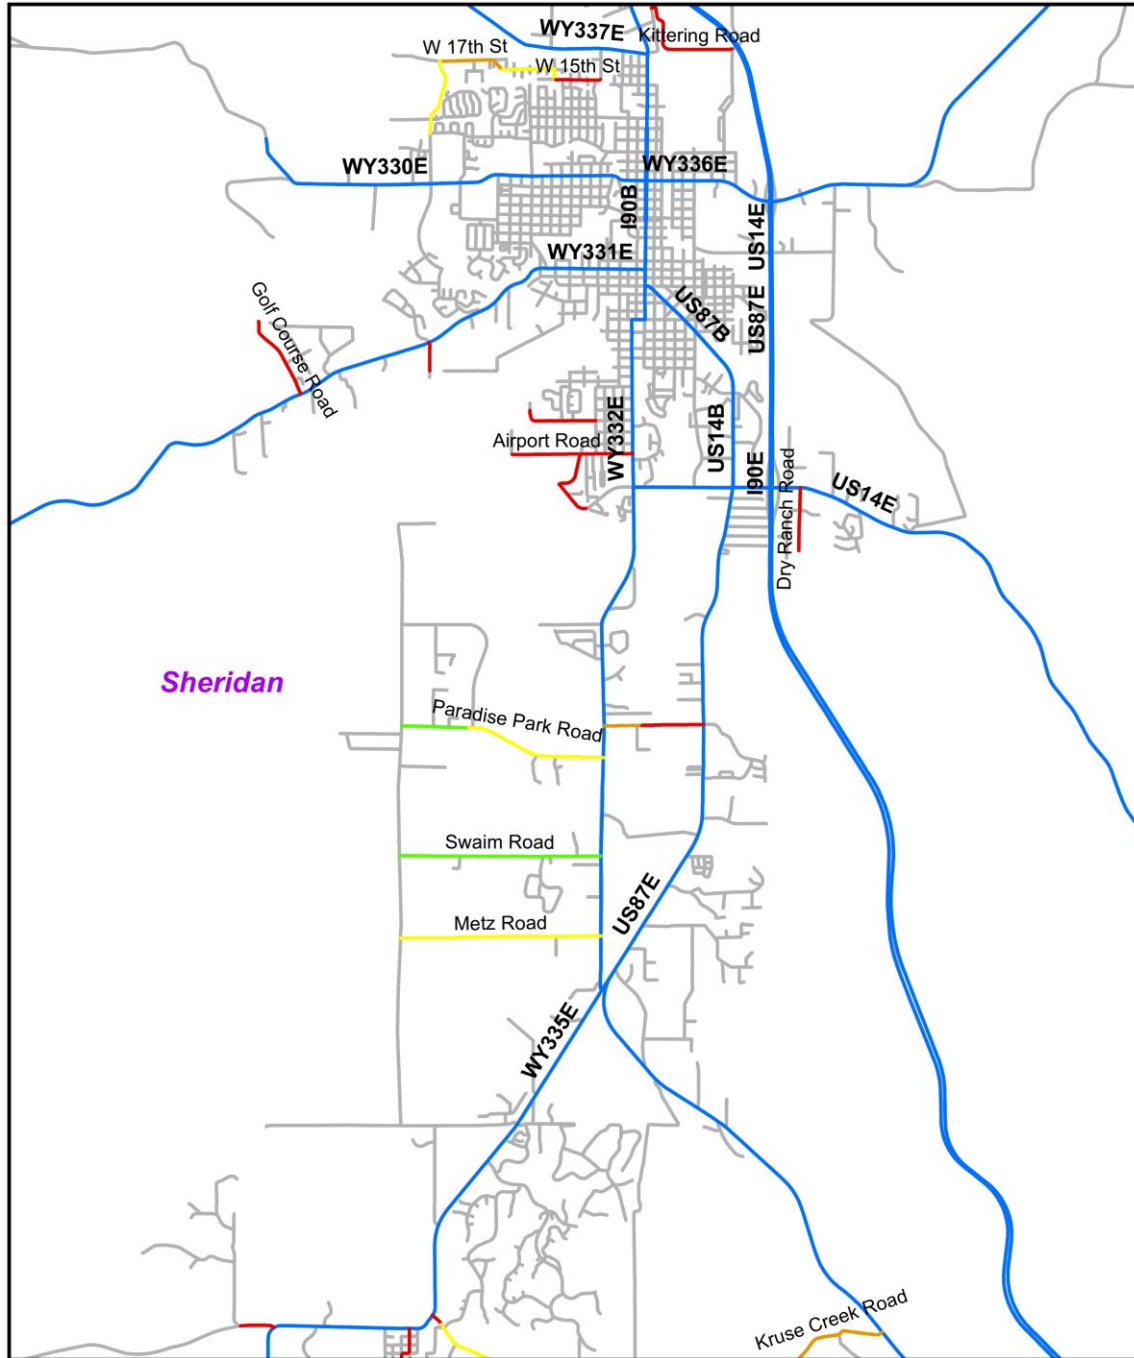 WY337E
Kittering Road
W 17th St
W 15th St
WY330E
WY336E
I90B
US14E
WY331E
US87E
US87B
Golf Course Road
WY332E
US14B
Airport Road
I90E
Dry Ranch Road
US14E
Sheridan
Paradise Park Road
Swaim Road
US87E
Metz Road
WY335E
Kruse Creek Road